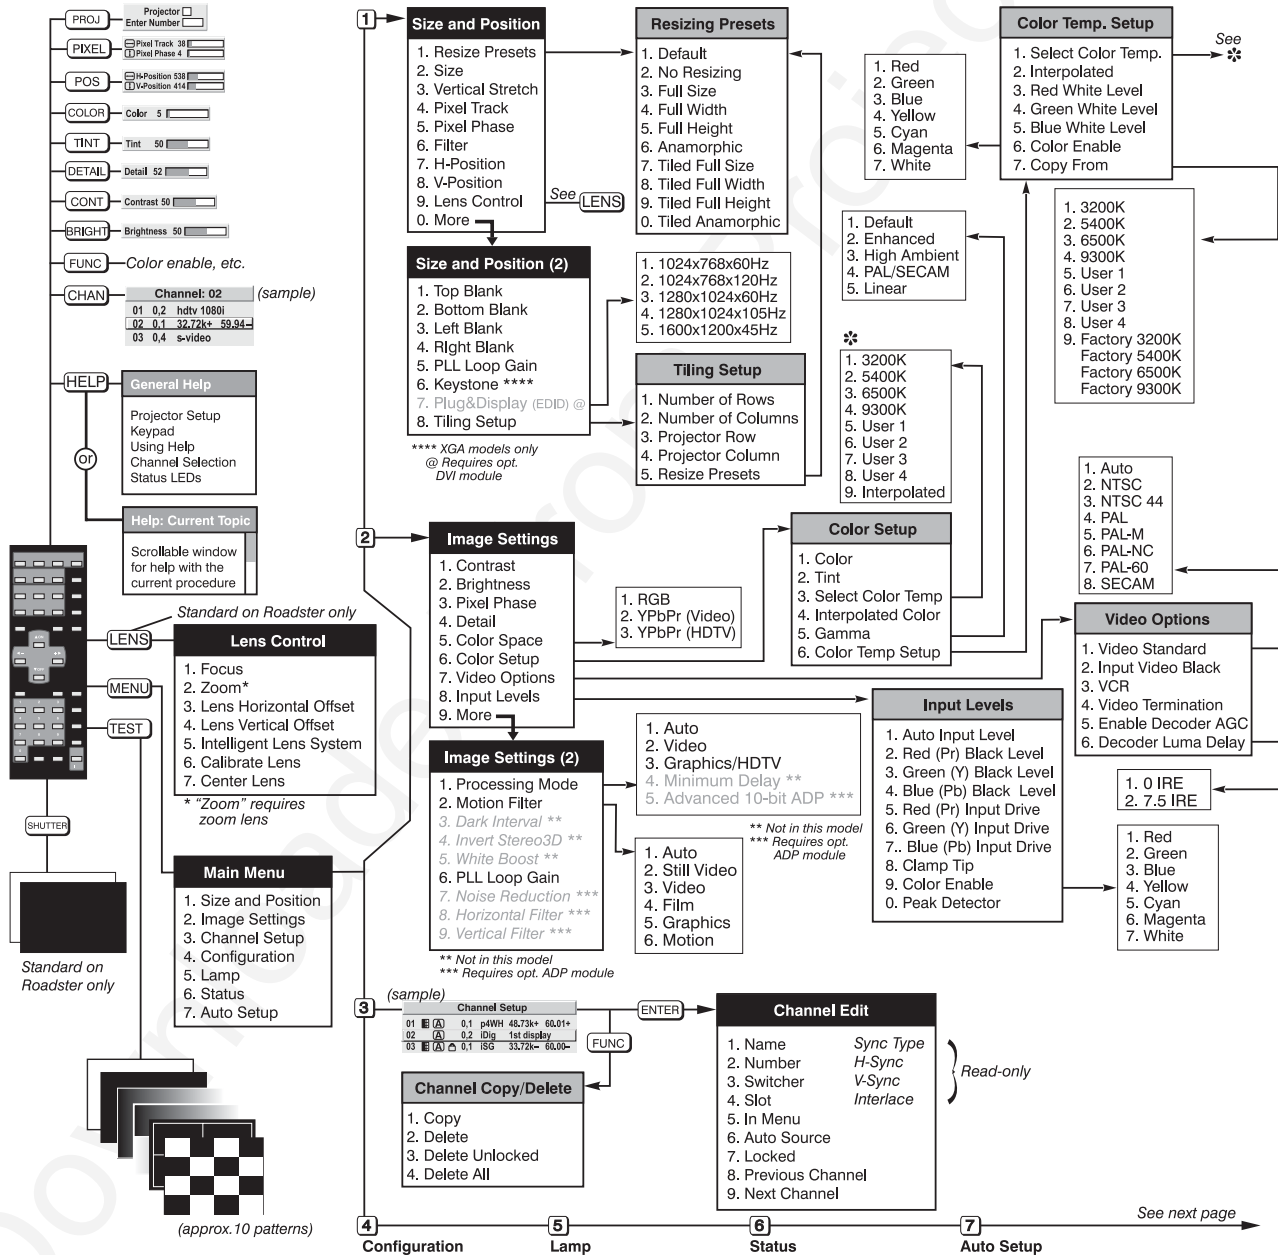 PROJ
Projector
Enter Number
PIXEL
Pixel Track 38
Pixel Phase 4
POS
H-Position 538
V-Position 414
COLOR
Color 5
TINT
Tint 50
DETAIL
Detail 52
CONT
Contrast 50
BRIGHT
Brightness 50
FUNC
Color enable, etc.
CHAN
Channel: 02
(sample)
01 0,2 hdtv 1080i
02 0,1 32.72k+ 59.94–
03 0,4 s-video
HELP
General Help
Projector Setup
Keypad
Using Help
Channel Selection
Status LEDs
or
Help: Current Topic
Scrollable window
for help with the
current procedure
Standard on Roadster only
LENS
Lens Control
1. Focus
2. Zoom*
3. Lens Horizontal Offset
4. Lens Vertical Offset
5. Intelligent Lens System
6. Calibrate Lens
7. Center Lens
* "Zoom" requires
zoom lens
MENU
TEST
SHUTTER
Standard on
Roadster only
Main Menu
1. Size and Position
2. Image Settings
3. Channel Setup
4. Configuration
5. Lamp
6. Status
7. Auto Setup
(approx.10 patterns)
1
Size and Position
1. Resize Presets
2. Size
3. Vertical Stretch
4. Pixel Track
5. Pixel Phase
6. Filter
7. H-Position
8. V-Position
9. Lens Control
0. More
See LENS
Resizing Presets
1. Default
2. No Resizing
3. Full Size
4. Full Width
5. Full Height
6. Anamorphic
7. Tiled Full Size
8. Tiled Full Width
9. Tiled Full Height
0. Tiled Anamorphic
Size and Position (2)
1. Top Blank
2. Bottom Blank
3. Left Blank
4. RIght Blank
5. PLL Loop Gain
6. Keystone ****
7. Plug&Display (EDID) @
8. Tiling Setup
**** XGA models only
@ Requires opt.
DVI module
1. 1024x768x60Hz
2. 1024x768x120Hz
3. 1280x1024x60Hz
4. 1280x1024x105Hz
5. 1600x1200x45Hz
Tiling Setup
1. Number of Rows
2. Number of Columns
3. Projector Row
4. Projector Column
5. Resize Presets
Color Temp. Setup
1. Select Color Temp.
2. Interpolated
3. Red White Level
4. Green White Level
5. Blue White Level
6. Color Enable
7. Copy From
See
✻
1. Red
2. Green
3. Blue
4. Yellow
5. Cyan
6. Magenta
7. White
1. Default
2. Enhanced
3. High Ambient
4. PAL/SECAM
5. Linear
1. 3200K
2. 5400K
3. 6500K
4. 9300K
5. User 1
6. User 2
7. User 3
8. User 4
9. Factory 3200K
Factory 5400K
Factory 6500K
Factory 9300K
✻
1. 3200K
2. 5400K
3. 6500K
4. 9300K
5. User 1
6. User 2
7. User 3
8. User 4
9. Interpolated
1. Auto
2. NTSC
3. NTSC 44
4. PAL
5. PAL-M
6. PAL-NC
7. PAL-60
8. SECAM
2
Image Settings
1. Contrast
2. Brightness
3. Pixel Phase
4. Detail
5. Color Space
6. Color Setup
7. Video Options
8. Input Levels
9. More
1. RGB
2. YPbPr (Video)
3. YPbPr (HDTV)
Color Setup
1. Color
2. Tint
3. Select Color Temp
4. Interpolated Color
5. Gamma
6. Color Temp Setup
Video Options
1. Video Standard
2. Input Video Black
3. VCR
4. Video Termination
5. Enable Decoder AGC
6. Decoder Luma Delay
1. 0 IRE
2. 7.5 IRE
Input Levels
1. Auto Input Level
2. Red (Pr) Black Level
3. Green (Y) Black Level
4. Blue (Pb) Black Level
5. Red (Pr) Input Drive
6. Green (Y) Input Drive
7.. Blue (Pb) Input Drive
8. Clamp Tip
9. Color Enable
0. Peak Detector
1. Red
2. Green
3. Blue
4. Yellow
5. Cyan
6. Magenta
7. White
Image Settings (2)
1. Processing Mode
2. Motion Filter
3. Dark Interval **
4. Invert Stereo3D **
5. White Boost **
6. PLL Loop Gain
7. Noise Reduction ***
8. Horizontal Filter ***
9. Vertical Filter ***
** Not in this model
*** Requires opt. ADP module
1. Auto
2. Video
3. Graphics/HDTV
4. Minimum Delay **
5. Advanced 10-bit ADP ***
** Not in this model
*** Requires opt.
ADP module
1. Auto
2. Still Video
3. Video
4. Film
5. Graphics
6. Motion
3
(sample)
Channel Setup
01 A 0,1 p4WH 48.73k+ 60.01+
02 A 0,2 iDig 1st display
03 A 0,1 iSG 33.72k– 60.00–
ENTER
FUNC
Channel Copy/Delete
1. Copy
2. Delete
3. Delete Unlocked
4. Delete All
Channel Edit
1. Name Sync Type
2. Number H-Sync
3. Switcher V-Sync
4. Slot Interlace
5. In Menu
6. Auto Source
7. Locked
8. Previous Channel
9. Next Channel
Read-only
4
Configuration
5
Lamp
6
Status
7
Auto Setup
See next page